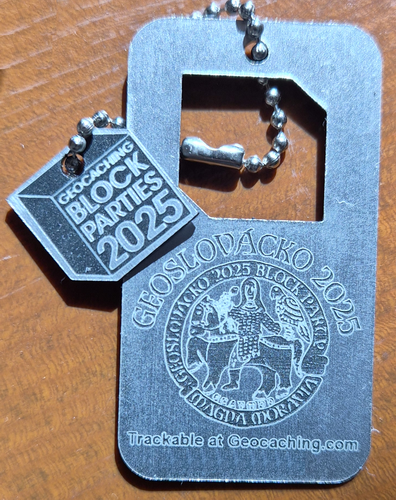 GEOCACHING
BLOCK
PARTIES
2025
GEOSLOVÁCKO 2025
GEOSLOVÁCKO 2025 BLOCK PARTY
MAGNA MORAVIA
Trackable at Geocaching.com